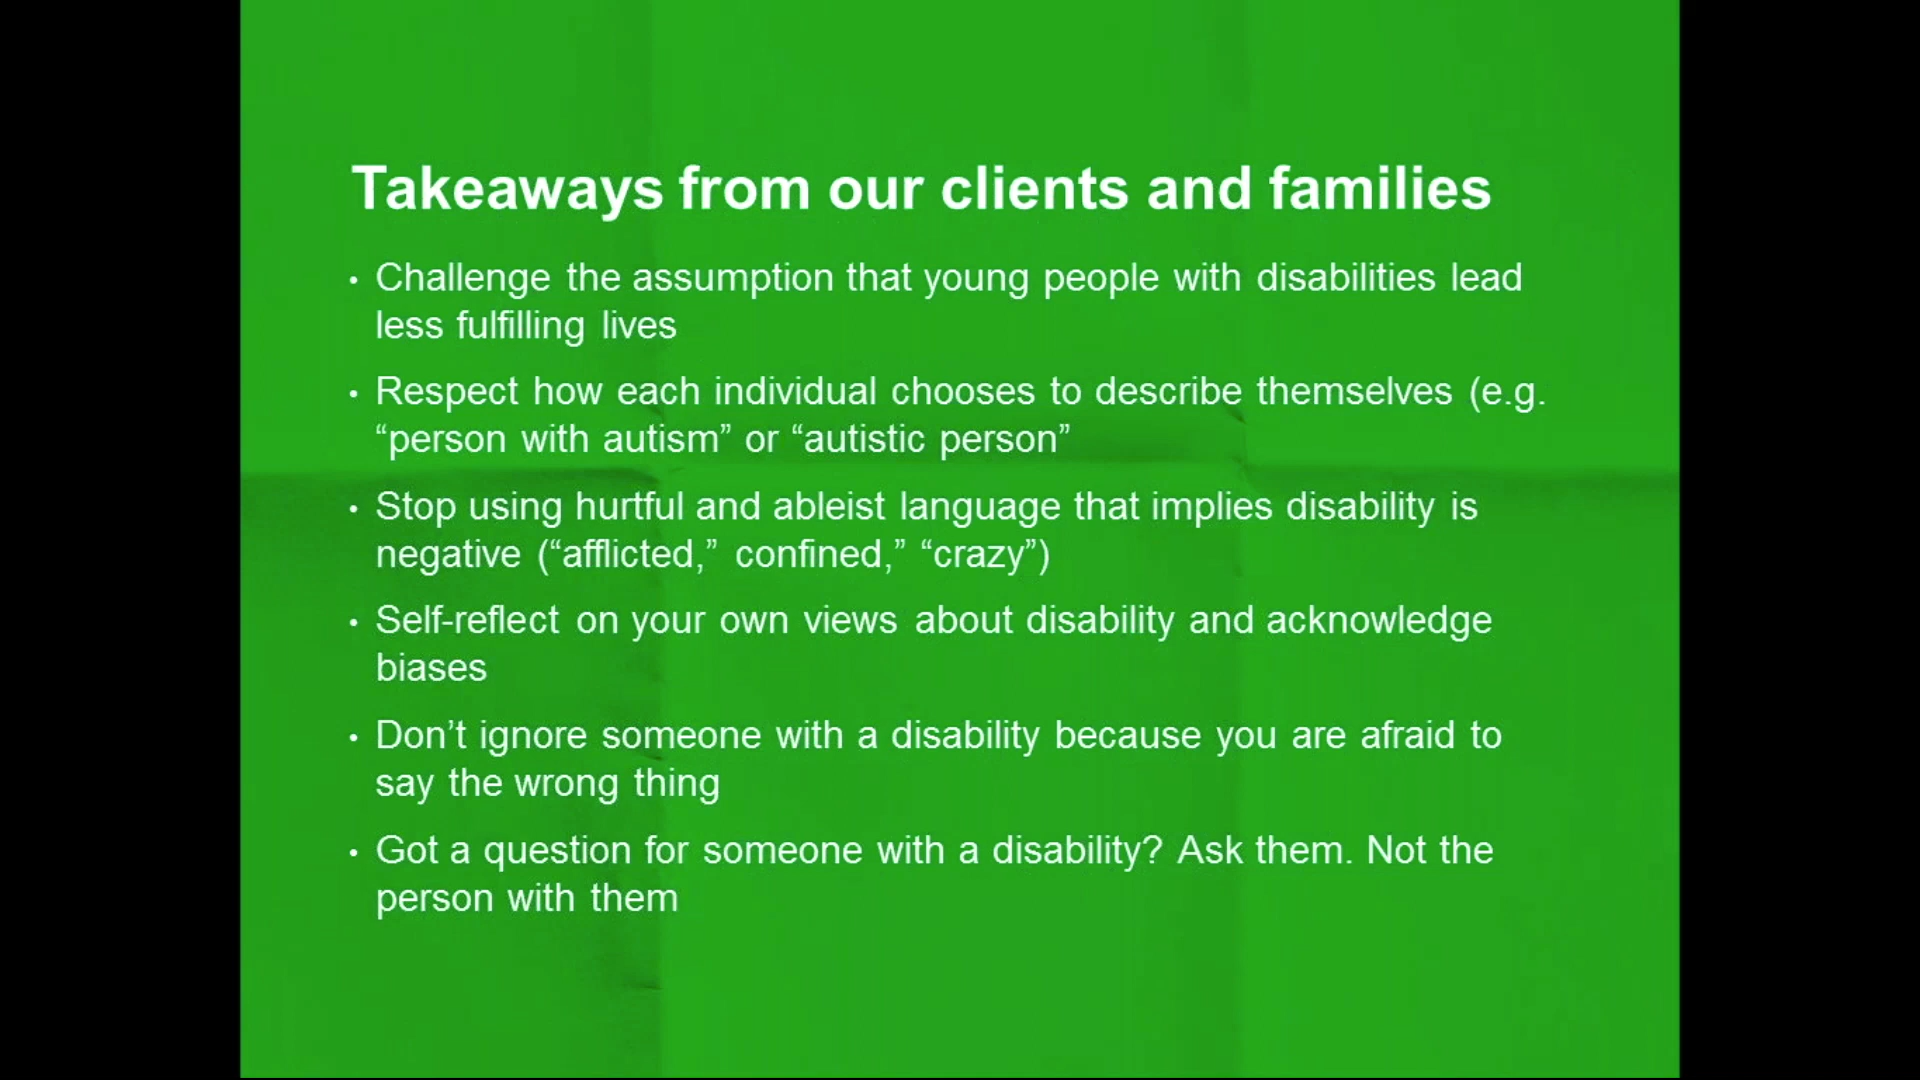 Takeaways from our clients and families
• Challenge the assumption that young people with disabilities lead
less fulfilling lives
• Respect how each individual chooses to describe themselves (e.g.
“person with autism” or “autistic person”
• Stop using hurtful and ableist language that implies disability is
negative (“afflicted,” confined,” “crazy”)
• Self-reflect on your own views about disability and acknowledge
biases
• Don’t ignore someone with a disability because you are afraid to
say the wrong thing
• Got a question for someone with a disability? Ask them. Not the
person with them